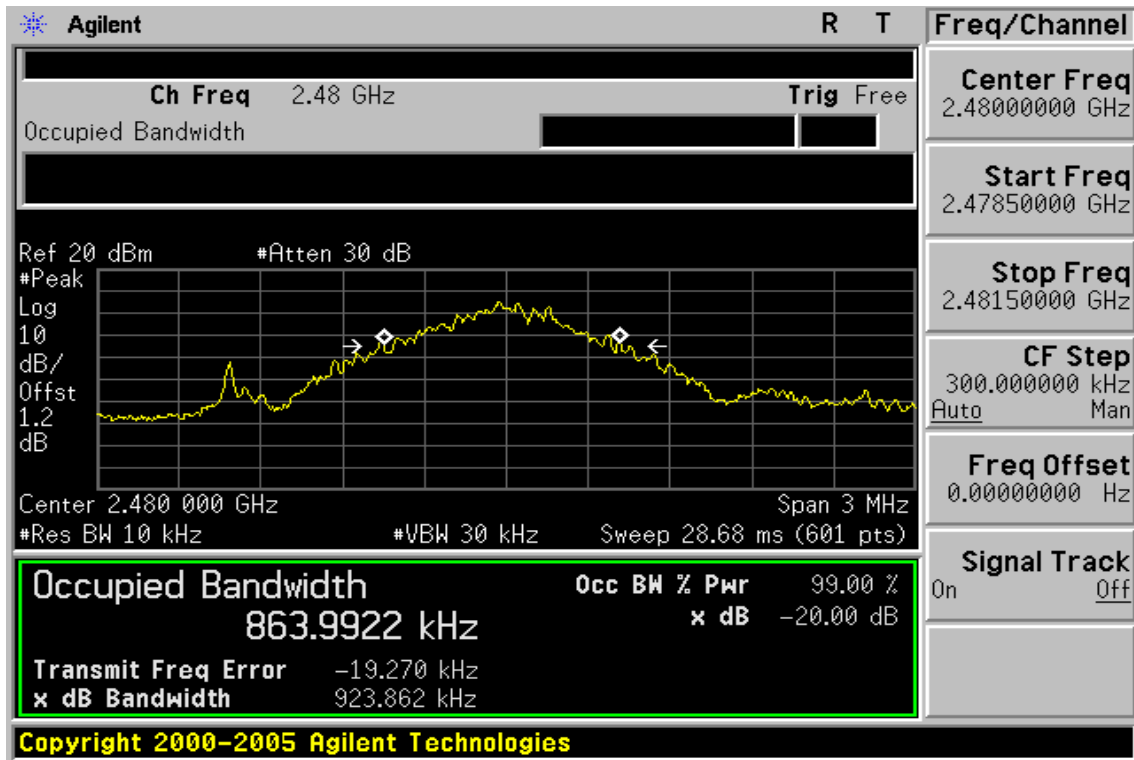 Agilent R T
Ch Freq 2.48 GHz Trig Free
Occupied Bandwidth
Ref 20 dBm #Atten 30 dB
#Peak
Log
10
dB/
Offst
1.2
dB
Center 2.480 000 GHz Span 3 MHz
#Res BW 10 kHz #VBW 30 kHz Sweep 28.68 ms (601 pts)
Occupied Bandwidth Occ BW % Pwr 99.00 %
863.9922 kHz x dB -20.00 dB
Transmit Freq Error -19.270 kHz
x dB Bandwidth 923.862 kHz
Copyright 2000-2005 Agilent Technologies
Freq/Channel
Center Freq
2.48000000 GHz
Start Freq
2.47850000 GHz
Stop Freq
2.48150000 GHz
CF Step
300.000000 kHz
Auto Man
Freq Offset
0.00000000 Hz
Signal Track
On Off